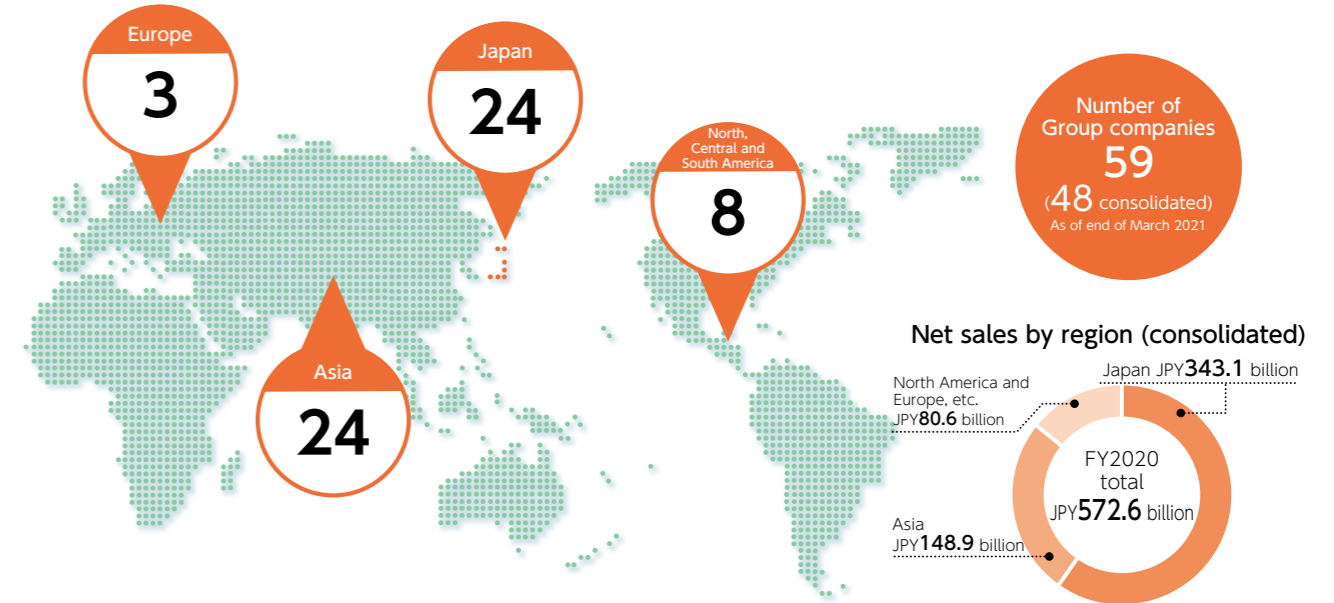 Europe
3
Japan
24
North,
Central and
South America
8
Asia
24
Number of
Group companies
59
(48 consolidated)
As of end of March 2021
Net sales by region (consolidated)
Japan JPY343.1 billion
North America and
Europe, etc.
JPY80.6 billion
FY2020
total
JPY572.6 billion
Asia
JPY148.9 billion